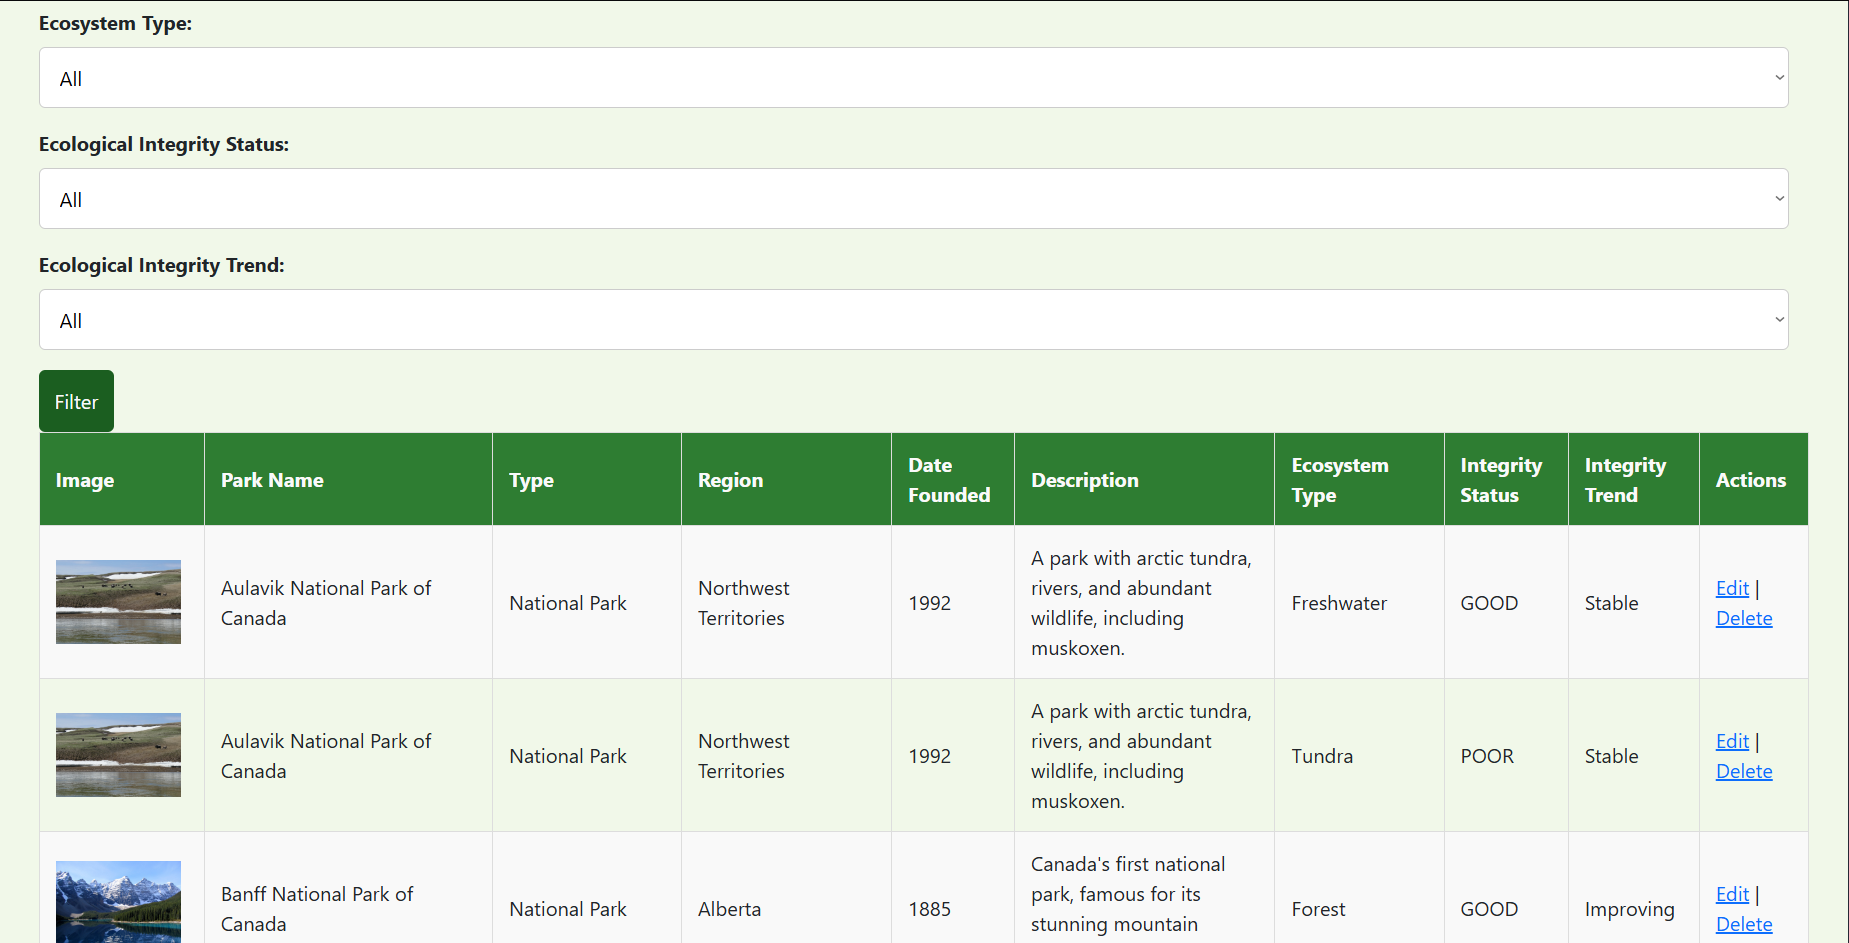 Ecosystem Type:
All
Ecological Integrity Status:
All
Ecological Integrity Trend:
All
Filter
Image
Park Name
Type
Region
Date
Founded
Description
Ecosystem
Type
Integrity
Status
Integrity
Trend
Actions
Aulavik National Park of
Canada
National Park
Northwest
Territories
1992
A park with arctic tundra,
rivers, and abundant
wildlife, including
muskoxen.
Freshwater
GOOD
Stable
Edit |
Delete
Aulavik National Park of
Canada
National Park
Northwest
Territories
1992
A park with arctic tundra,
rivers, and abundant
wildlife, including
muskoxen.
Tundra
POOR
Stable
Edit |
Delete
Banff National Park of
Canada
National Park
Alberta
1885
Canada's first national
park, famous for its
stunning mountain
Forest
GOOD
Improving
Edit |
Delete